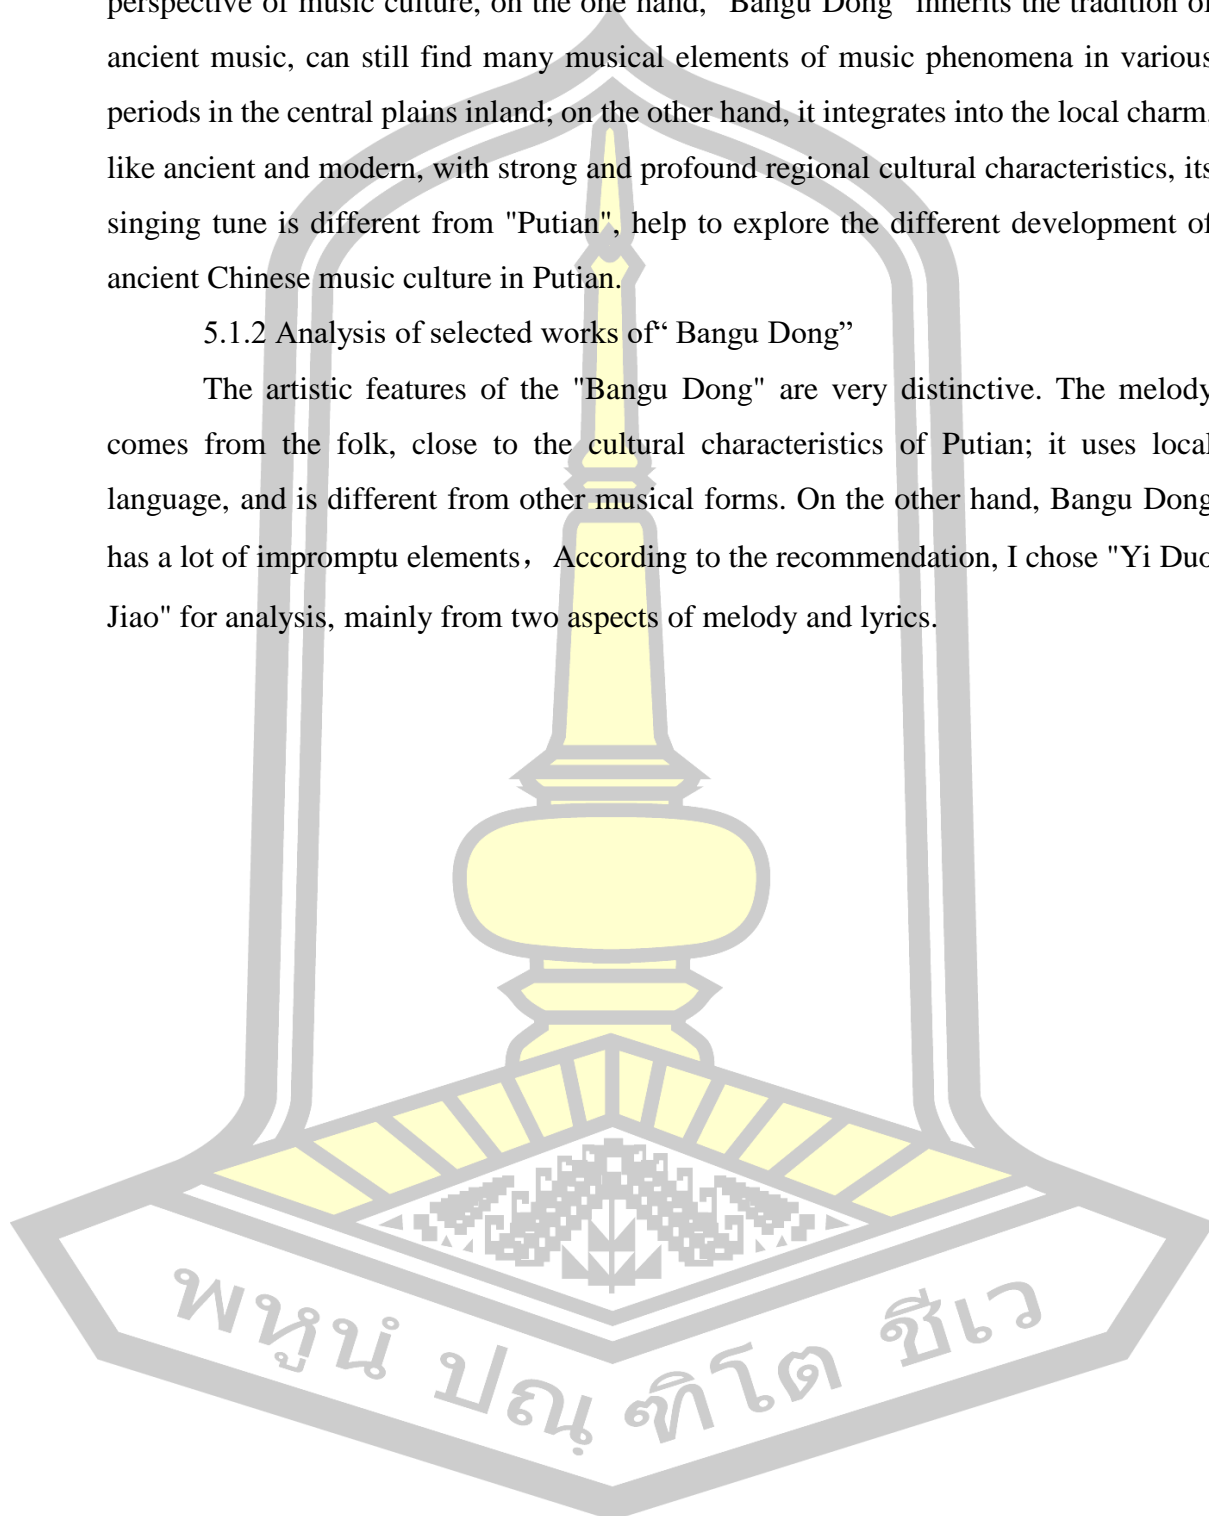 perspective of music culture, on the one hand, "Bangu Dong" inherits the tradition of
ancient music, can still find many musical elements of music phenomena in various
periods in the central plains inland; on the other hand, it integrates into the local charm,
like ancient and modern, with strong and profound regional cultural characteristics, its
singing tune is different from "Putian", help to explore the different development of
ancient Chinese music culture in Putian.
5.1.2 Analysis of selected works of“ Bangu Dong”
The artistic features of the "Bangu Dong" are very distinctive. The melody
comes from the folk, close to the cultural characteristics of Putian; it uses local
language, and is different from other musical forms. On the other hand, Bangu Dong
has a lot of impromptu elements，According to the recommendation, I chose "Yi Duo
Jiao" for analysis, mainly from two aspects of melody and lyrics.
พหูนํ ปณฺฑิโต ชีเว